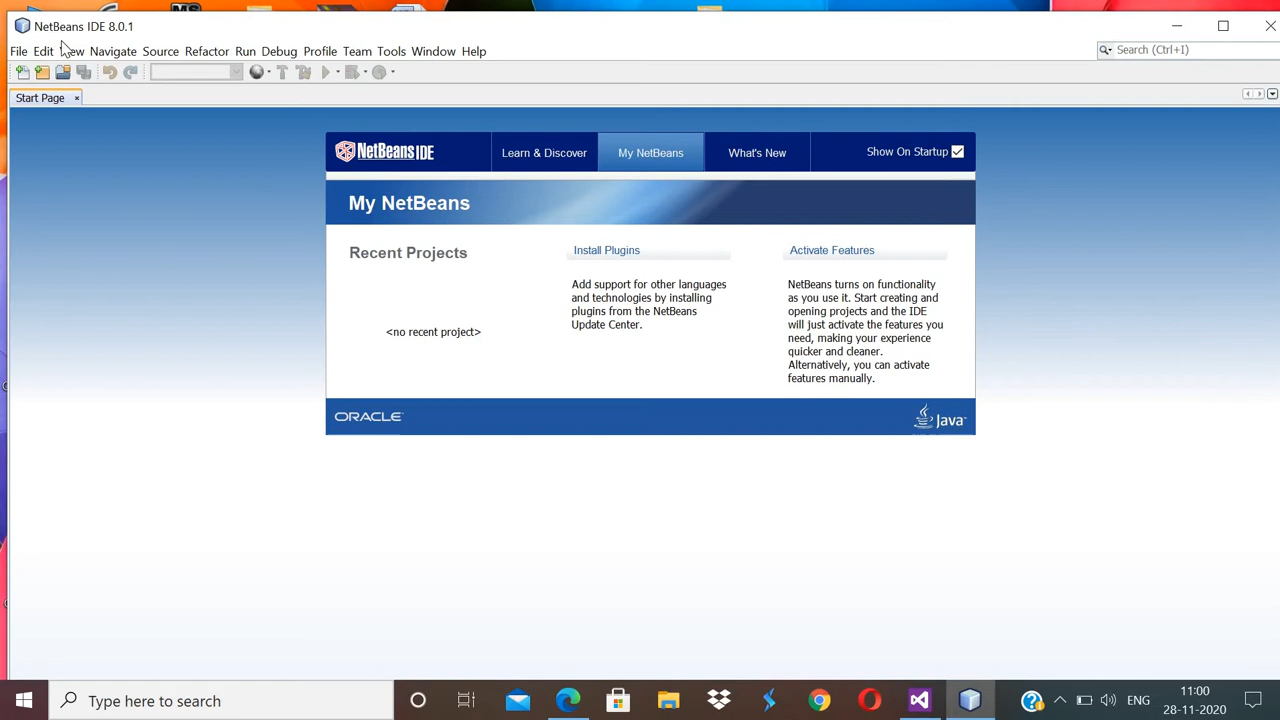 NetBeans IDE 8.0.1
File Edit View Navigate Source Refactor Run Debug Profile Team Tools Window Help
Search (Ctrl+I)
Start Page
NetBeans IDE
Learn & Discover
My NetBeans
What's New
Show On Startup
My NetBeans
Recent Projects
<no recent project>
Install Plugins
Add support for other languages
and technologies by installing
plugins from the NetBeans
Update Center.
Activate Features
NetBeans turns on functionality
as you use it. Start creating and
opening projects and the IDE
will just activate the features you
need, making your experience
quicker and cleaner.
Alternatively, you can activate
features manually.
ORACLE
Java
Type here to search
ENG
11:00
28-11-2020